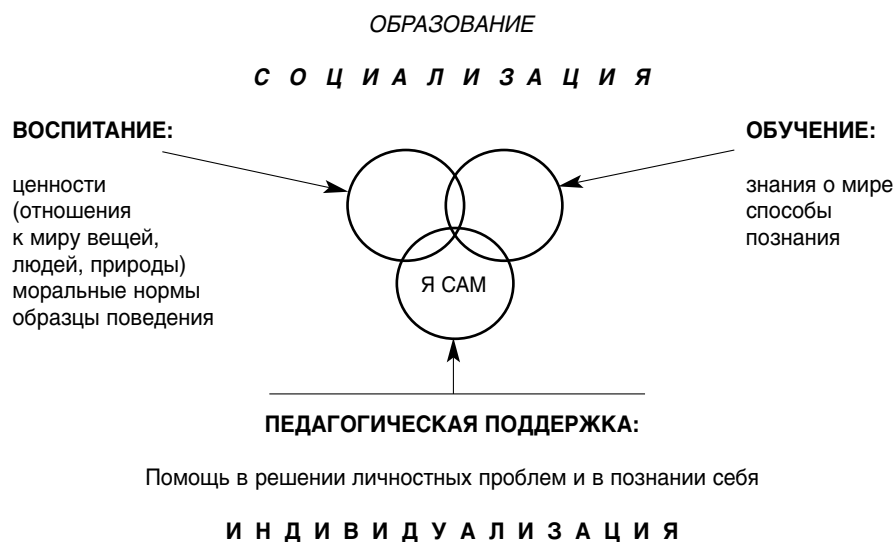 ОБРАЗОВАНИЕ
С О Ц И А Л И З А Ц И Я
ВОСПИТАНИЕ:
ценности
(отношения
к миру вещей,
людей, природы)
моральные нормы
образцы поведения
ОБУЧЕНИЕ:
знания о мире
способы
познания
Я САМ
ПЕДАГОГИЧЕСКАЯ ПОДДЕРЖКА:
Помощь в решении личностных проблем и в познании себя
И Н Д И В И Д У А Л И З А Ц И Я